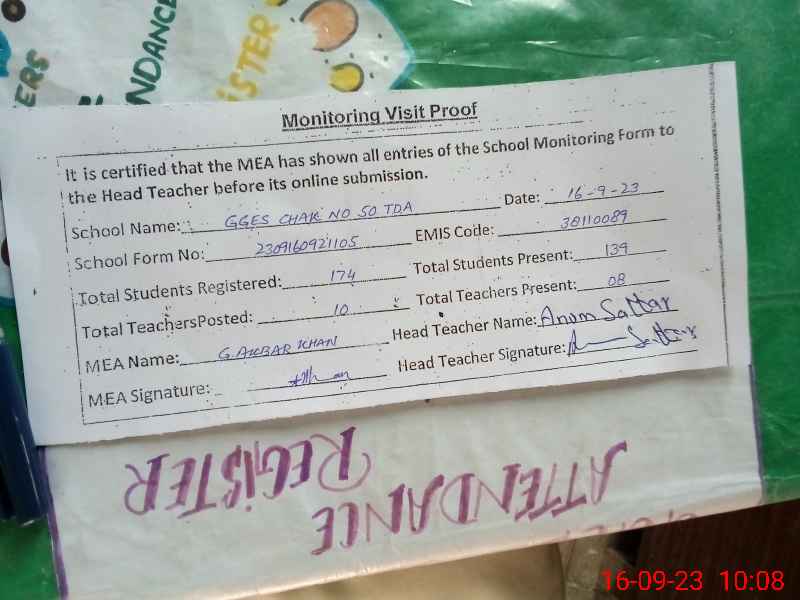 ERS
NDANCE
iSTER
Monitoring Visit Proof
It is certified that the MEA has shown all entries of the School Monitoring Form to
the Head Teacher before its online submission.
School Name: GGES CHAK NO 50 TDA Date: 16-9-23
School Form No: 2309160921105 EMIS Code: 38110089
Total Students Registered: 174 Total Students Present: 139
Total TeachersPosted: 10 Total Teachers Present: 08
MEA Name: G.AKBAR KHAN Head Teacher Name: Anum Sattar
MEA Signature: Head Teacher Signature: Sattar
ATTENDANCE
REGISTER
16-09-23 10:08